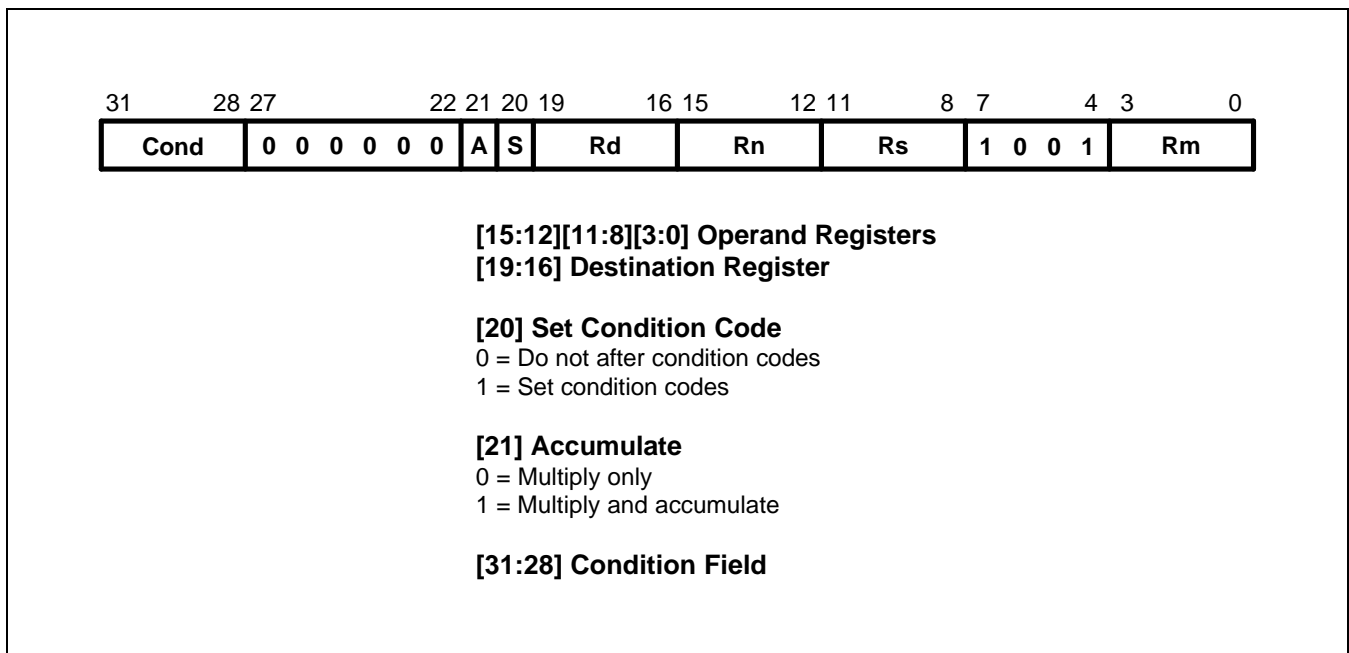 31 28 27 22 21 20 19 16 15 12 11 8 7 4 3 0
Cond 0 0 0 0 0 0 A S Rd Rn Rs 1 0 0 1 Rm
[15:12][11:8][3:0] Operand Registers
[19:16] Destination Register
[20] Set Condition Code
0 = Do not after condition codes
1 = Set condition codes
[21] Accumulate
0 = Multiply only
1 = Multiply and accumulate
[31:28] Condition Field